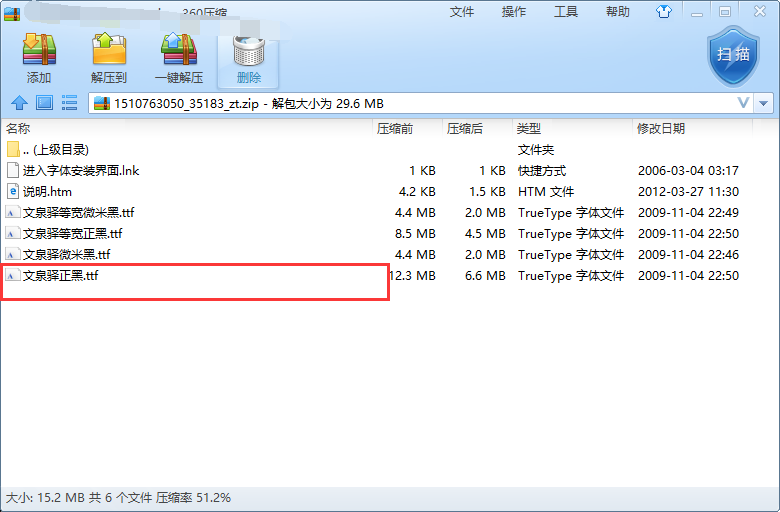 360压缩 文件 操作 工具 帮助
添加 解压到 一键解压 删除 扫描
1510763050_35183_zt.zip - 解包大小为 29.6 MB
名称 压缩前 压缩后 类型 修改日期
.. (上级目录) 文件夹
进入字体安装界面.lnk 1 KB 1 KB 快捷方式 2006-03-04 03:17
说明.htm 4.2 KB 1.5 KB HTM 文件 2012-03-27 11:30
文泉驿等宽微米黑.ttf 4.4 MB 2.0 MB TrueType 字体文件 2009-11-04 22:49
文泉驿等宽正黑.ttf 8.5 MB 4.5 MB TrueType 字体文件 2009-11-04 22:50
文泉驿微米黑.ttf 4.4 MB 2.0 MB TrueType 字体文件 2009-11-04 22:46
文泉驿正黑.ttf 12.3 MB 6.6 MB TrueType 字体文件 2009-11-04 22:50
大小: 15.2 MB 共 6 个文件 压缩率 51.2%